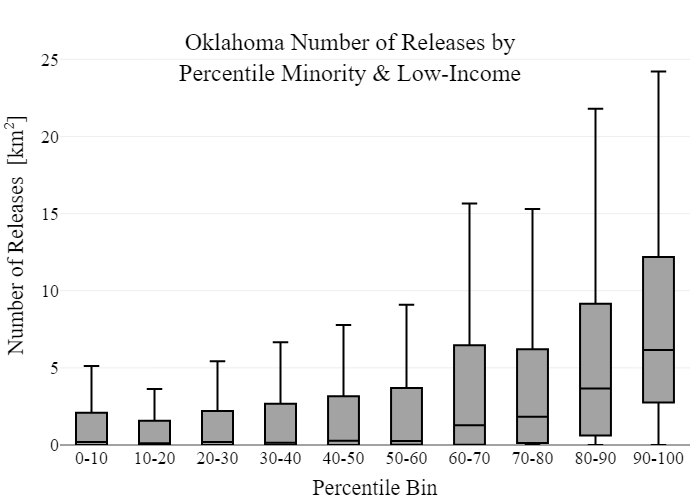 Oklahoma Number of Releases by
Percentile Minority & Low-Income
Number of Releases [km²]
25
20
15
10
5
0
0-10 10-20 20-30 30-40 40-50 50-60 60-70 70-80 80-90 90-100
Percentile Bin